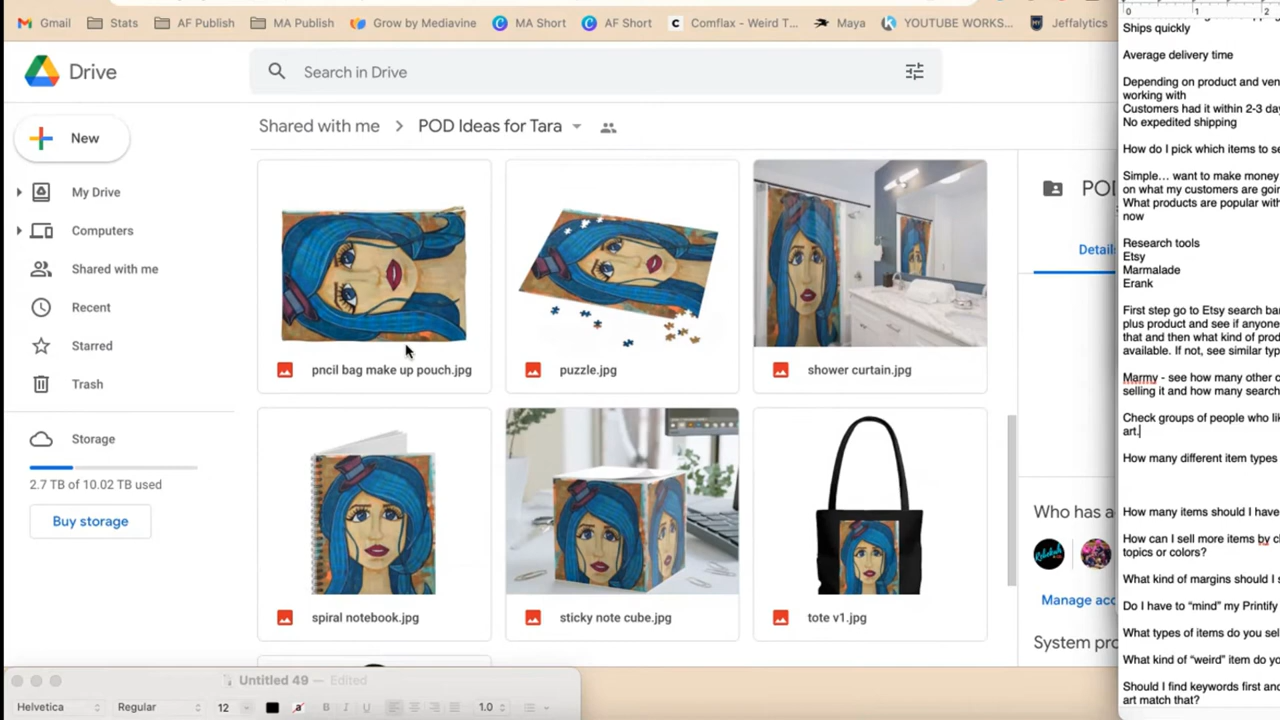 Gmail Stats AF Publish MA Publish Grow by Mediavine MA Short AF Short Comflax - Weird T... Maya YOUTUBE WORKS... Jeffalytics
Drive
Search in Drive
New
Shared with me > POD Ideas for Tara
My Drive
Computers
Shared with me
Recent
Starred
Trash
Storage
2.7 TB of 10.02 TB used
Buy storage
pncil bag make up pouch.jpg
puzzle.jpg
shower curtain.jpg
spiral notebook.jpg
sticky note cube.jpg
tote v1.jpg
Details
Who has a
Manage acc
System pro
0 1 2
Ships quickly
Average delivery time
Depending on product and ven
working with
Customers had it within 2-3 day
No expedited shipping
How do I pick which items to se
Simple... want to make money
on what my customers are goin
What products are popular with
now
Research tools
Etsy
Marmalade
Erank
First step go to Etsy search bar
plus product and see if anyone
that and then what kind of prod
available. If not, see similar typ
Marmy - see how many other
selling it and how many search
Check groups of people who lik
art.
How many different item types
How many items should I have
How can I sell more items by cl
topics or colors?
What kind of margins should I s
Do I have to “mind” my Printify
What types of items do you sel
What kind of “weird” item do yo
Should I find keywords first and
art match that?
Untitled 49 — Edited
Helvetica Regular 12 B I U 1.0